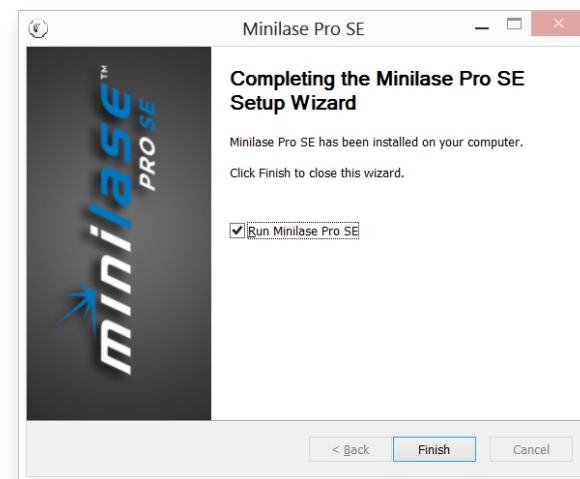 Minilase Pro SE
minilase™
PRO SE
Completing the Minilase Pro SE
Setup Wizard
Minilase Pro SE has been installed on your computer.
Click Finish to close this wizard.
Run Minilase Pro SE
< Back
Finish
Cancel